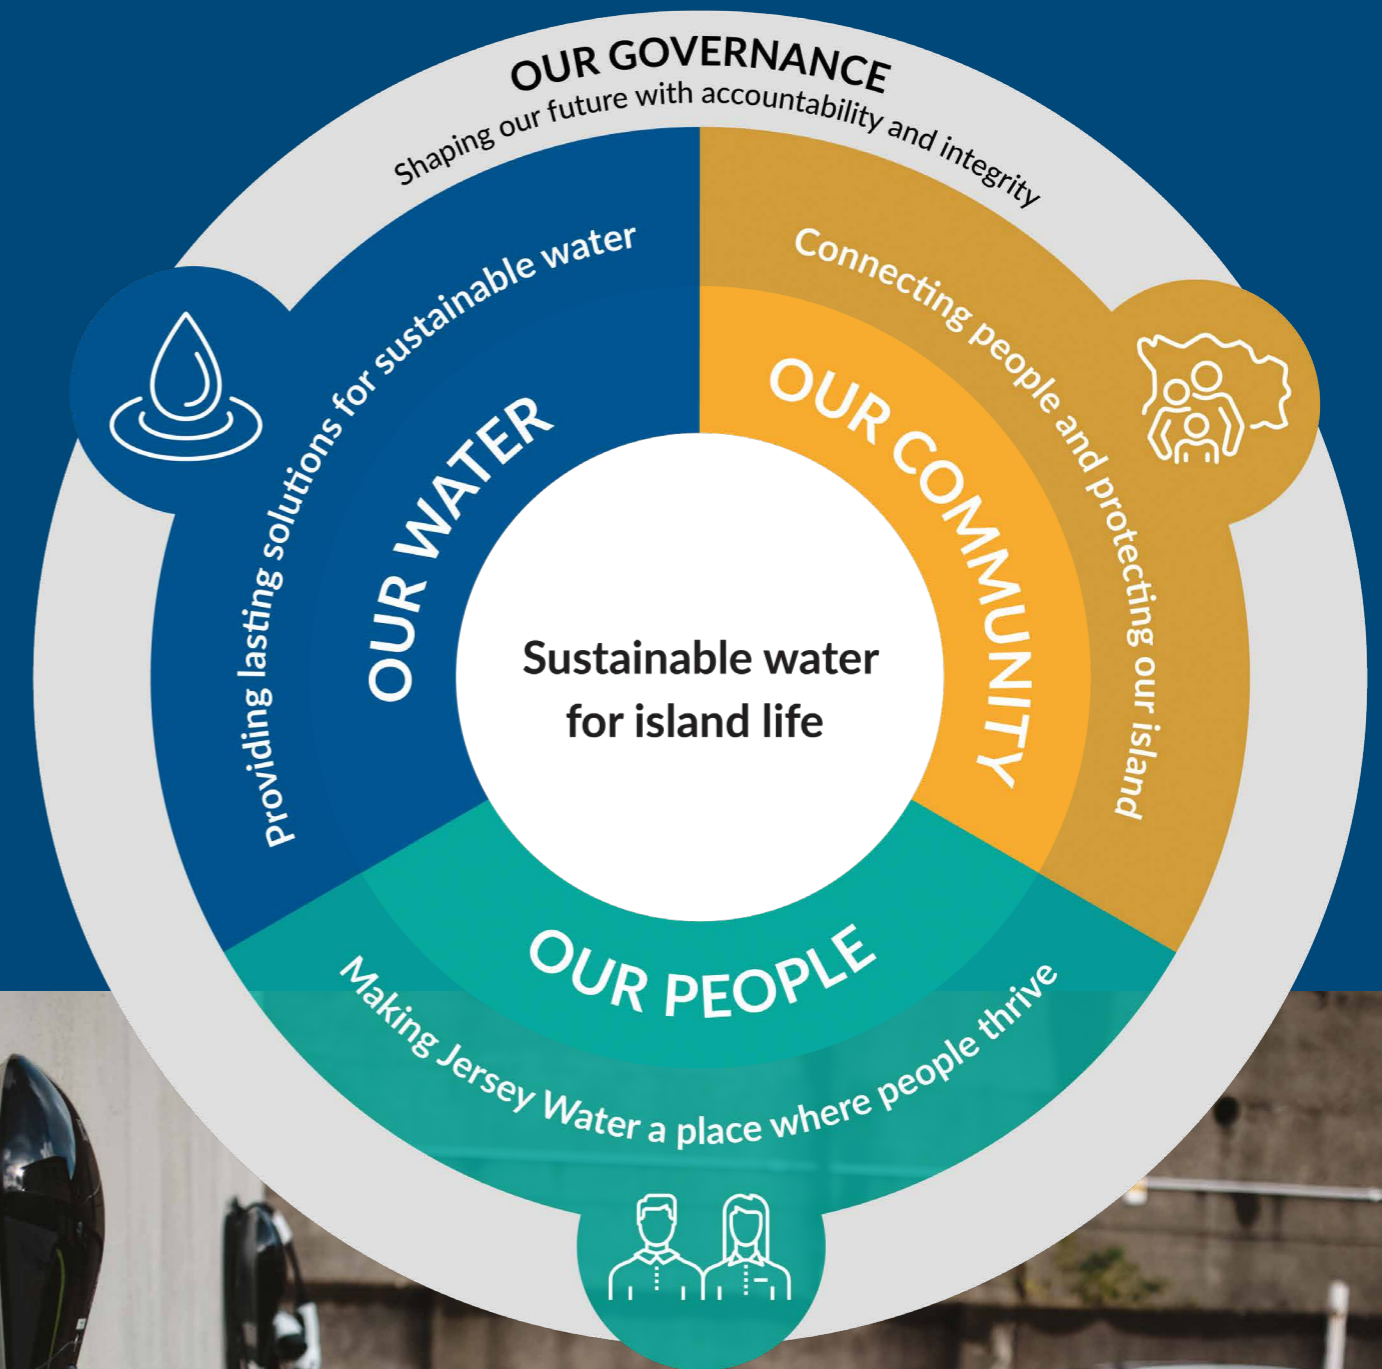 OUR GOVERNANCE
Shaping our future with accountability and integrity
Providing lasting solutions for sustainable water
OUR WATER
Connecting people and protecting our island
OUR COMMUNITY
Sustainable water
for island life
OUR PEOPLE
Making Jersey Water a place where people thrive